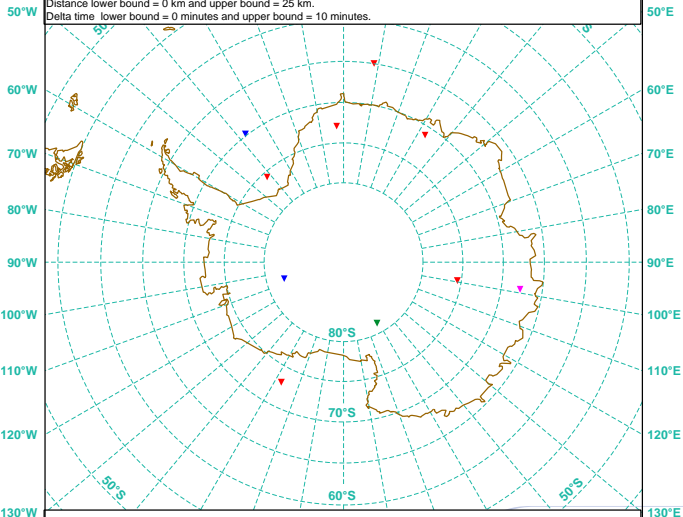 Distance lower bound = 0 km and upper bound = 25 km.
Delta time lower bound = 0 minutes and upper bound = 10 minutes.
50°W
50°E
60°W
60°E
70°W
70°E
80°W
80°E
90°W
90°E
100°W
100°E
110°W
110°E
120°W
120°E
130°W
130°E
80°S
70°S
60°S
50°S
50°S